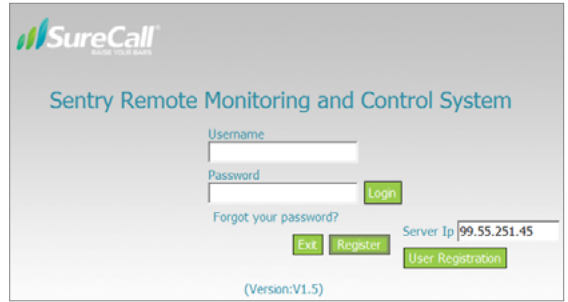 SureCall
RAISE YOUR BARS
Sentry Remote Monitoring and Control System
Username
Password
Login
Forgot your password?
Exit Register
Server Ip 99.55.251.45
User Registration
(Version:V1.5)